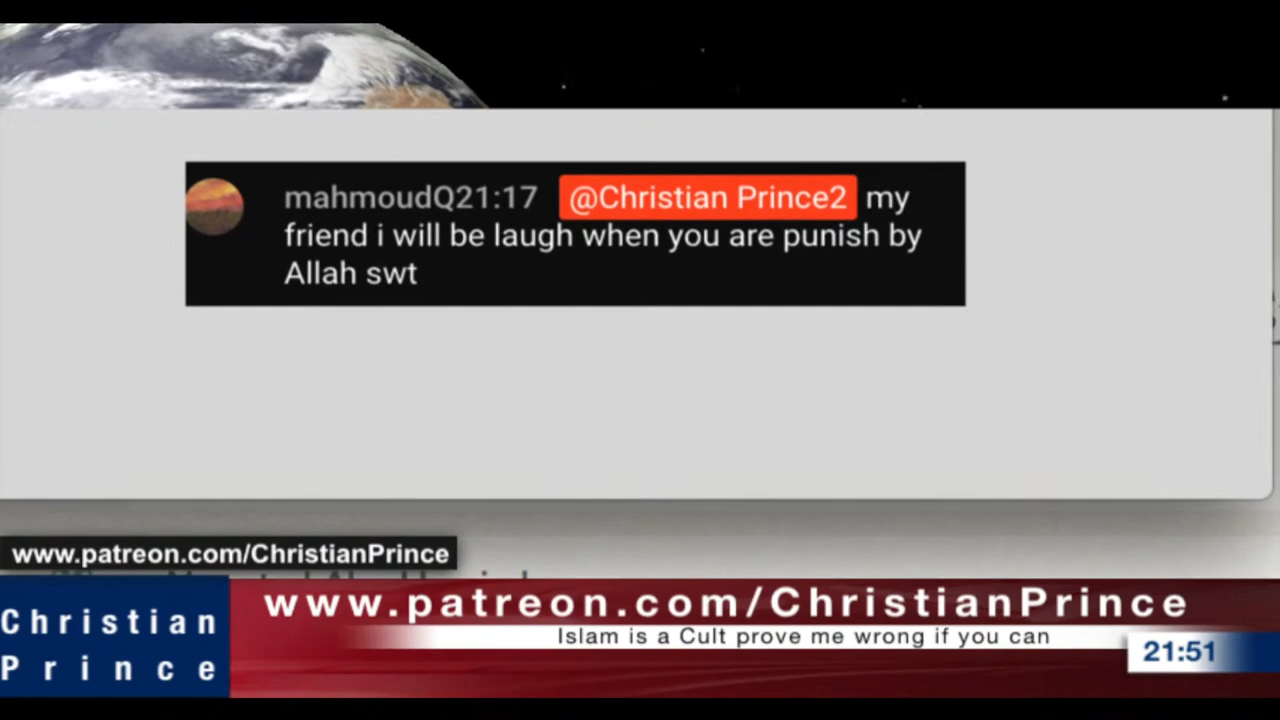 mahmoudQ21:17 @Christian Prince2 my
friend i will be laugh when you are punish by
Allah swt
www.patreon.com/ChristianPrince
Christian
Prince
www.patreon.com/ChristianPrince
Islam is a Cult prove me wrong if you can
21:51